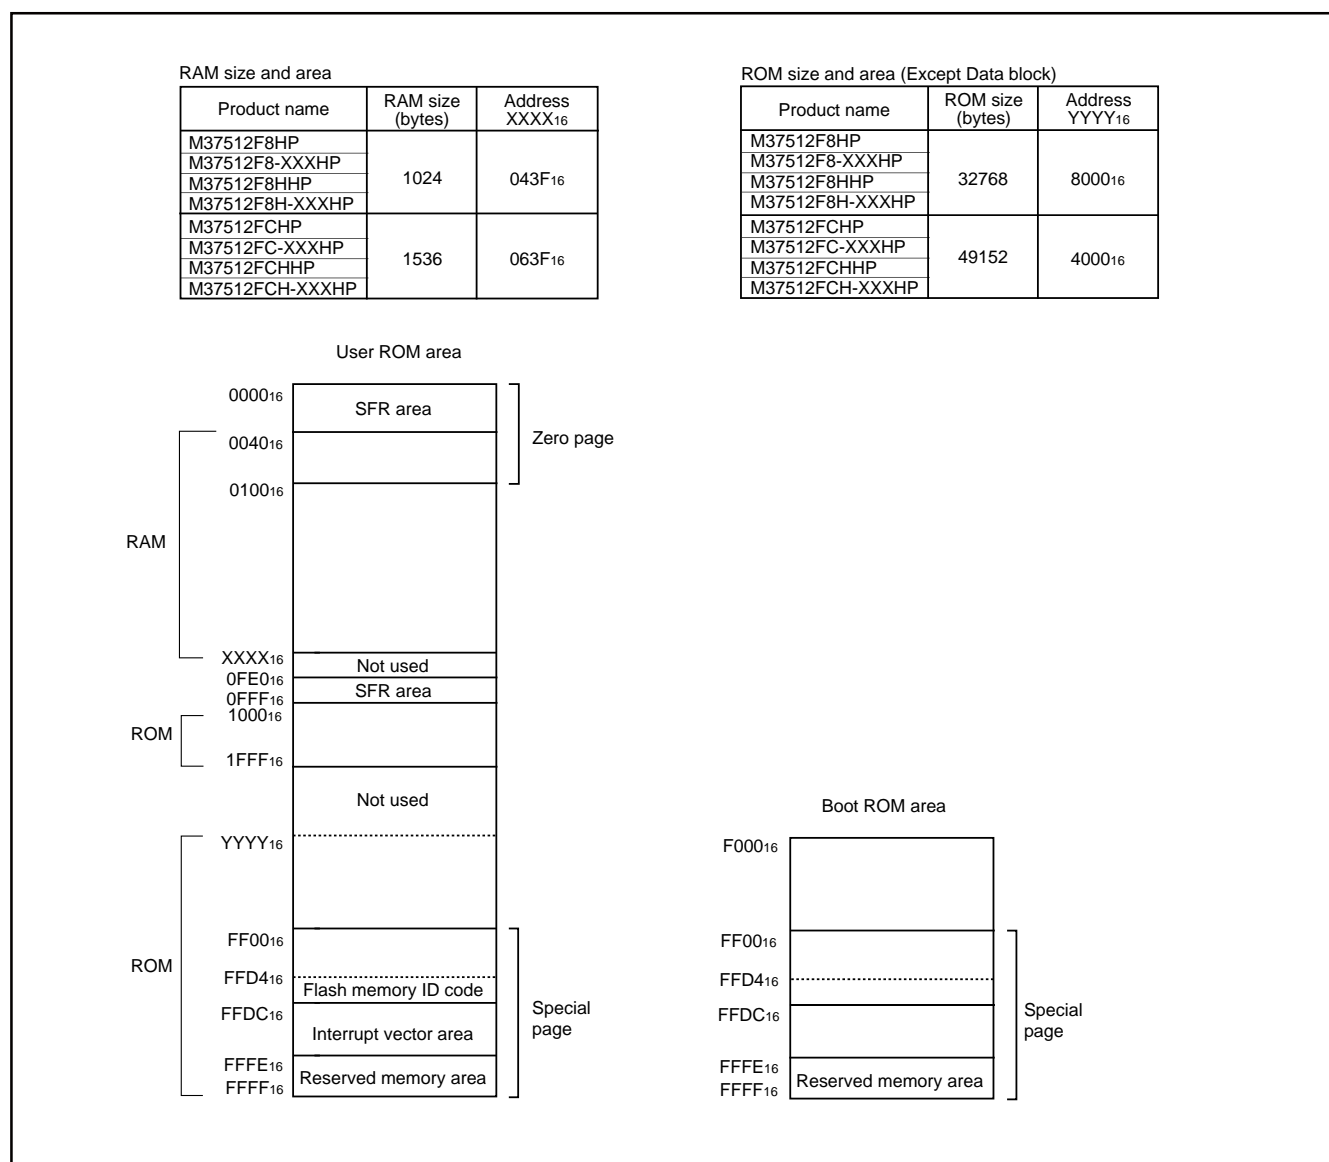 RAM size and area
Product name RAM size (bytes) Address XXXX16
M37512F8HP
M37512F8-XXXHP
M37512F8HHP
M37512F8H-XXXHP
1024 043F16
M37512FCHP
M37512FC-XXXHP
M37512FCHHP
M37512FCH-XXXHP
1536 063F16
ROM size and area (Except Data block)
Product name ROM size (bytes) Address YYYY16
M37512F8HP
M37512F8-XXXHP
M37512F8HHP
M37512F8H-XXXHP
32768 800016
M37512FCHP
M37512FC-XXXHP
M37512FCHHP
M37512FCH-XXXHP
49152 400016
User ROM area
000016
SFR area
Zero page
004016
010016
RAM
XXXX16
Not used
0FE016
SFR area
0FFF16
100016
ROM
1FFF16
Not used
YYYY16
FF0016
ROM
FFD416
Flash memory ID code
FFDC16
Special
page
Interrupt vector area
FFFE16
Reserved memory area
FFFF16
Boot ROM area
F00016
FF0016
FFD416
FFDC16
Special
page
FFFE16
Reserved memory area
FFFF16